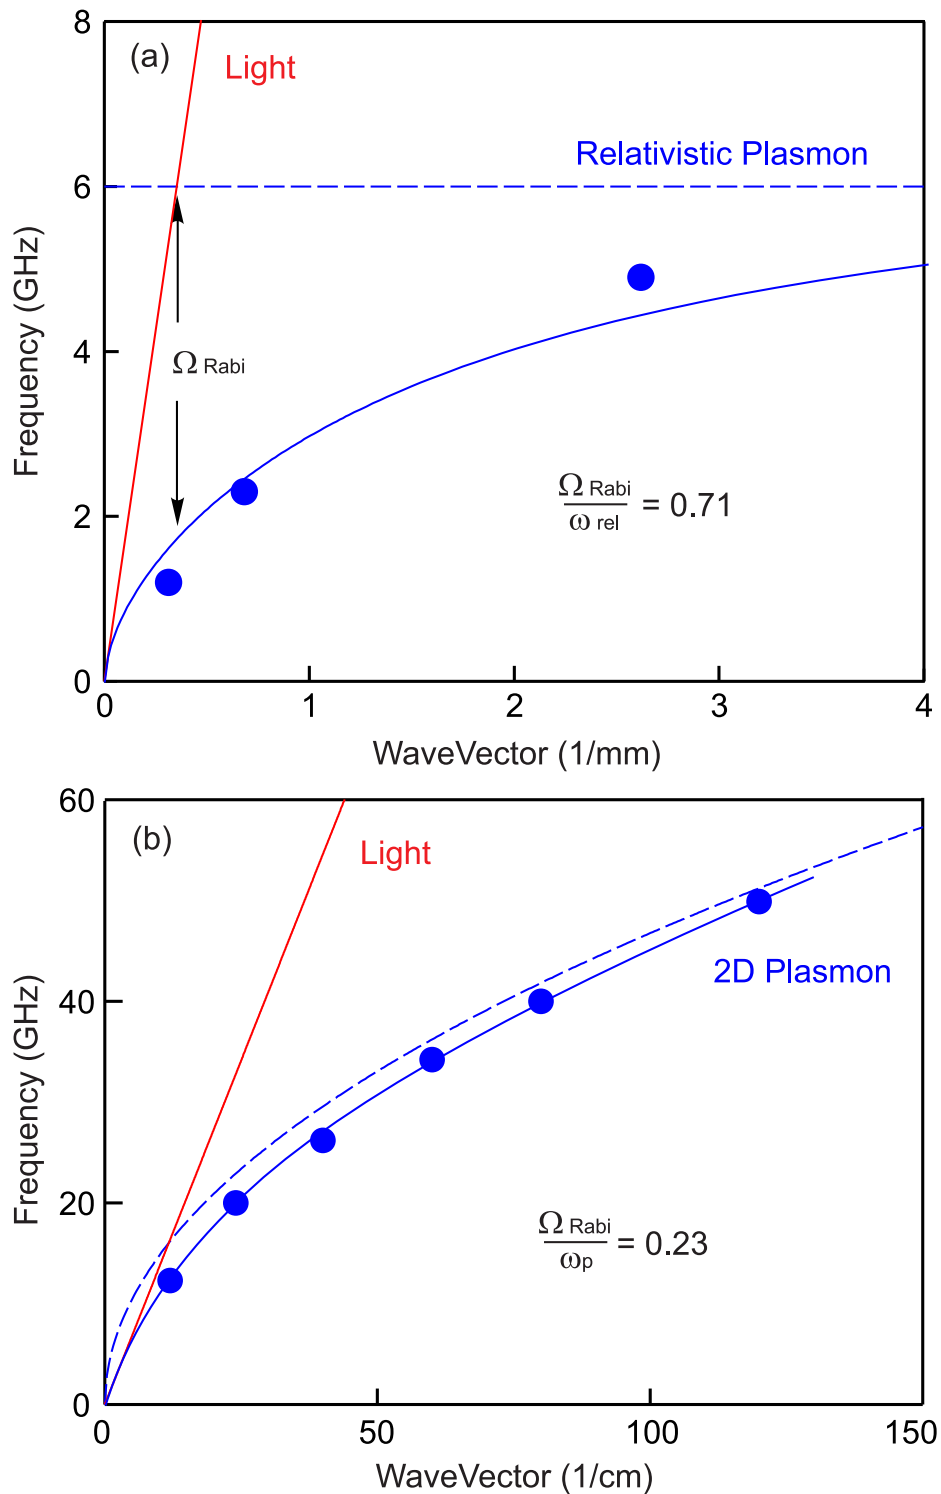 8
(a)
Light
Relativistic Plasmon
6
Frequency (GHz)
4
Ω Rabi
Ω Rabi
ω rel
= 0.71
2
0
0 1 2 3 4
WaveVector (1/mm)
60
(b)
Light
2D Plasmon
40
Frequency (GHz)
20
Ω Rabi
ωp
= 0.23
0
0 50 100 150
WaveVector (1/cm)